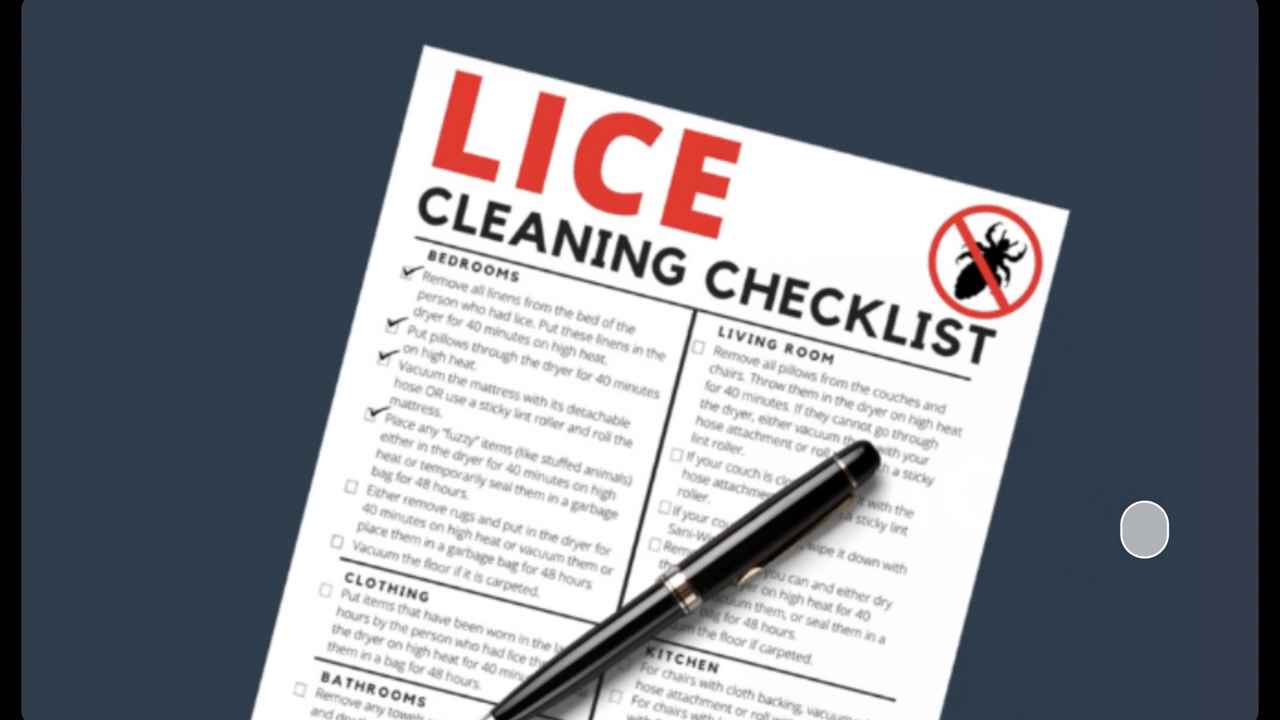 LICE
CLEANING CHECKLIST
BEDROOMS
Remove all linens from the bed of the
person who had lice. Put these linens in the
dryer for 40 minutes on high heat.
Put pillows through the dryer for 40 minutes
on high heat.
Vacuum the mattress with its detachable
hose OR use a sticky lint roller and roll the
mattress.
Place any "fuzzy" items (like stuffed animals)
either in the dryer for 40 minutes on high
heat or temporarily seal them in a garbage
bag for 48 hours.
Either remove rugs and put in the dryer for
40 minutes on high heat or vacuum them or
place them in a garbage bag for 48 hours
Vacuum the floor if it is carpeted.
CLOTHING
Put items that have been worn in the
hours by the person who had lice
the dryer on high heat for 40
them in a bag for 48 hours.
BATHROOMS
Remove any towels
and
LIVING ROOM
Remove all pillows from the couches and
chairs. Throw them in the dryer on high heat
for 40 minutes. If they cannot go through
the dryer, either vacuum with your
hose attachment or a sticky
lint roller.
If your couch is with the
hose sticky lint
roller.
If your wipe it down with
you can and either dry
on high heat for 40
them, or seal them in a
bag for 48 hours.
the floor if carpeted.
KITCHEN
For chairs with cloth backing,
hose attachment or roll with
For chairs with